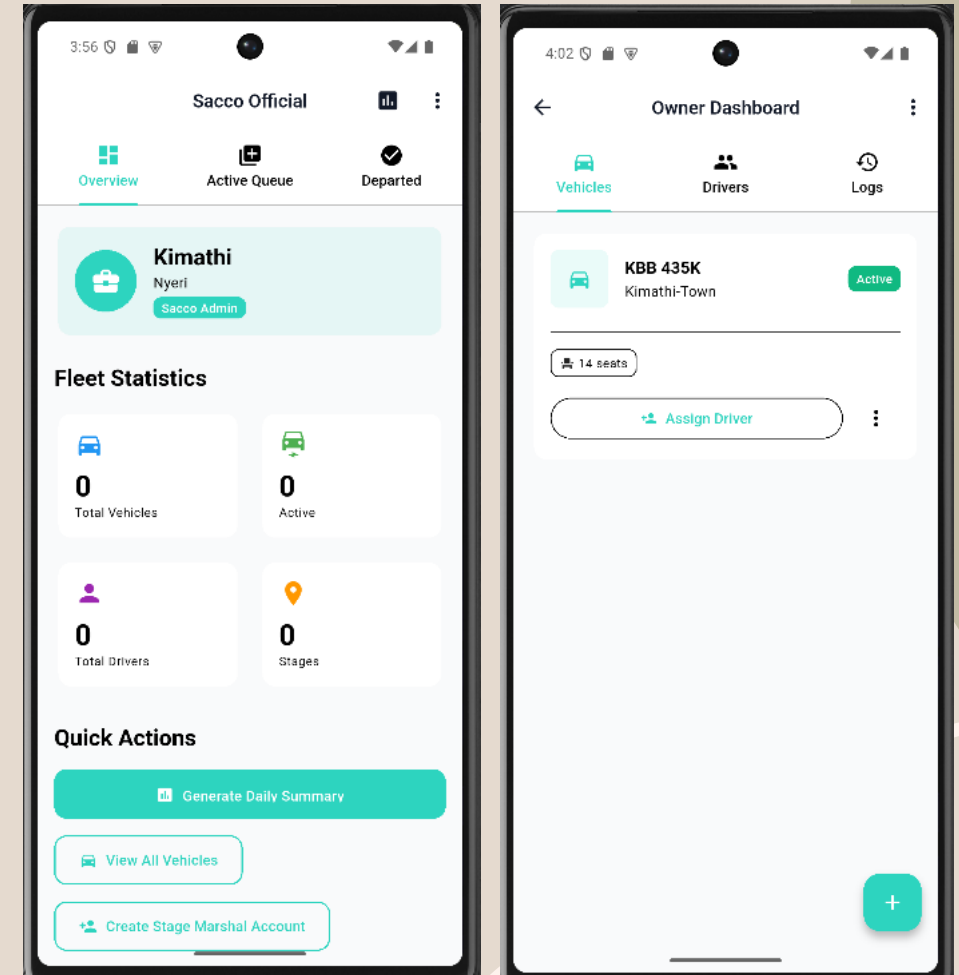 3:56
Sacco Official
Overview
Active Queue
Departed
Kimathi
Nyeri
Sacco Admin
Fleet Statistics
0
Total Vehicles
0
Active
0
Total Drivers
0
Stages
Quick Actions
Generate Daily Summary
View All Vehicles
Create Stage Marshal Account
4:02
Owner Dashboard
Vehicles
Drivers
Logs
KBB 435K
Kimathi-Town
Active
14 seats
Assign Driver